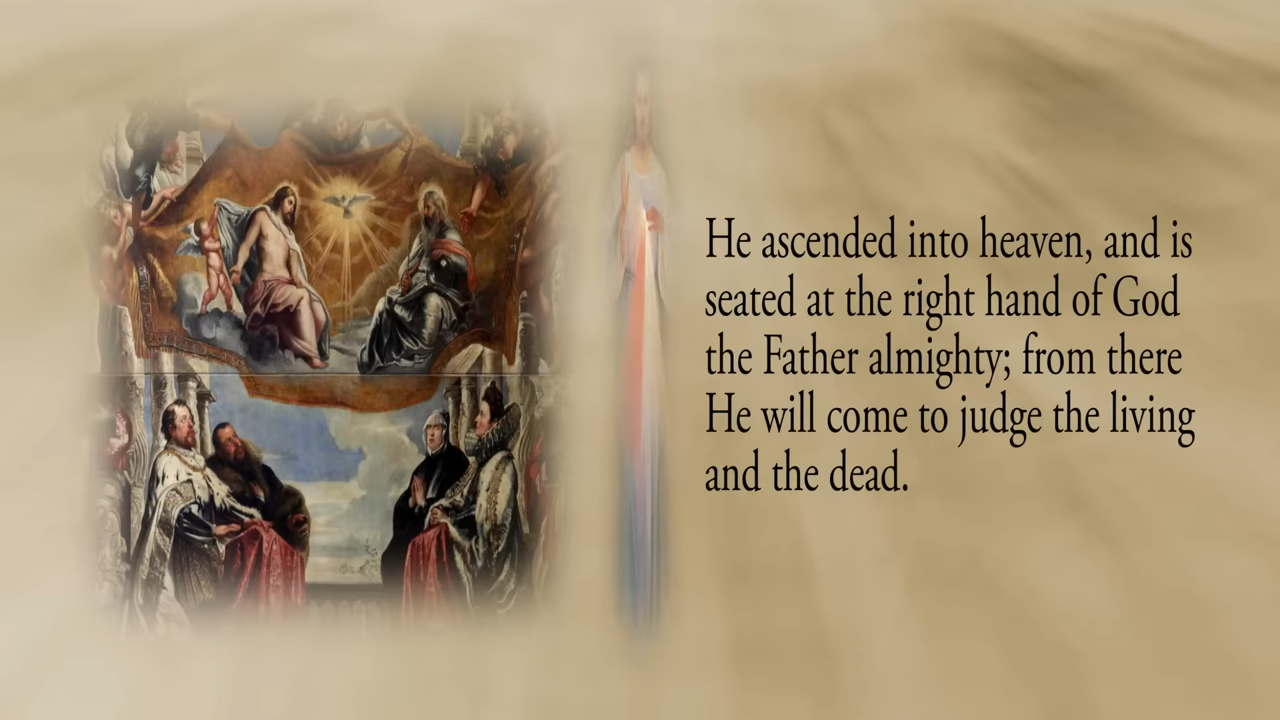 He ascended into heaven, and is
seated at the right hand of God
the Father almighty; from there
He will come to judge the living
and the dead.